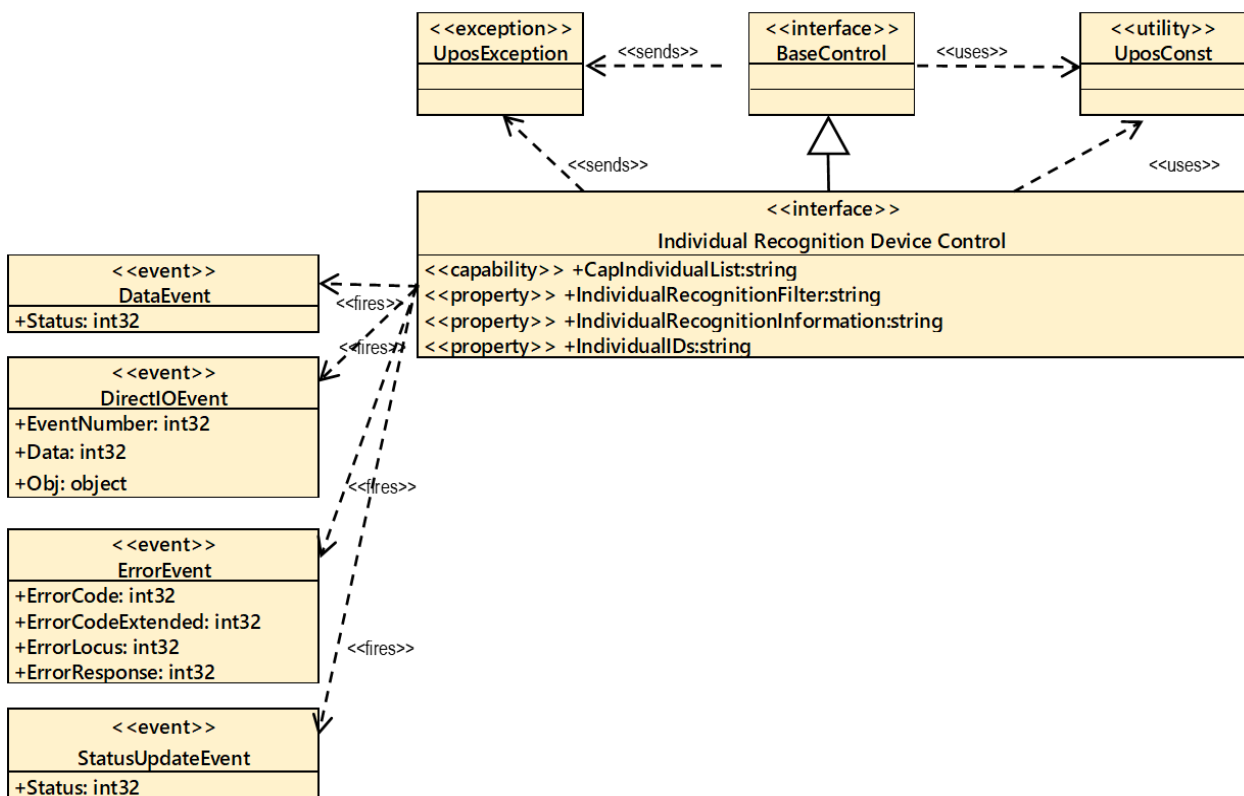 <<exception>>
UposException
<<sends>>
<<interface>>
BaseControl
<<uses>>
<<utility>>
UposConst
<<sends>>
<<uses>>
<<interface>>
Individual Recognition Device Control
<<capability>> +CapIndividualList:string
<<property>> +IndividualRecognitionFilter:string
<<property>> +IndividualRecognitionInformation:string
<<property>> +IndividualIDs:string
<<event>>
DataEvent
+Status: int32
<<fires>>
<<event>>
DirectIOEvent
+EventNumber: int32
+Data: int32
+Obj: object
<<fires>>
<<event>>
ErrorEvent
+ErrorCode: int32
+ErrorCodeExtended: int32
+ErrorLocus: int32
+ErrorResponse: int32
<<fires>>
<<event>>
StatusUpdateEvent
+Status: int32
<<fires>>